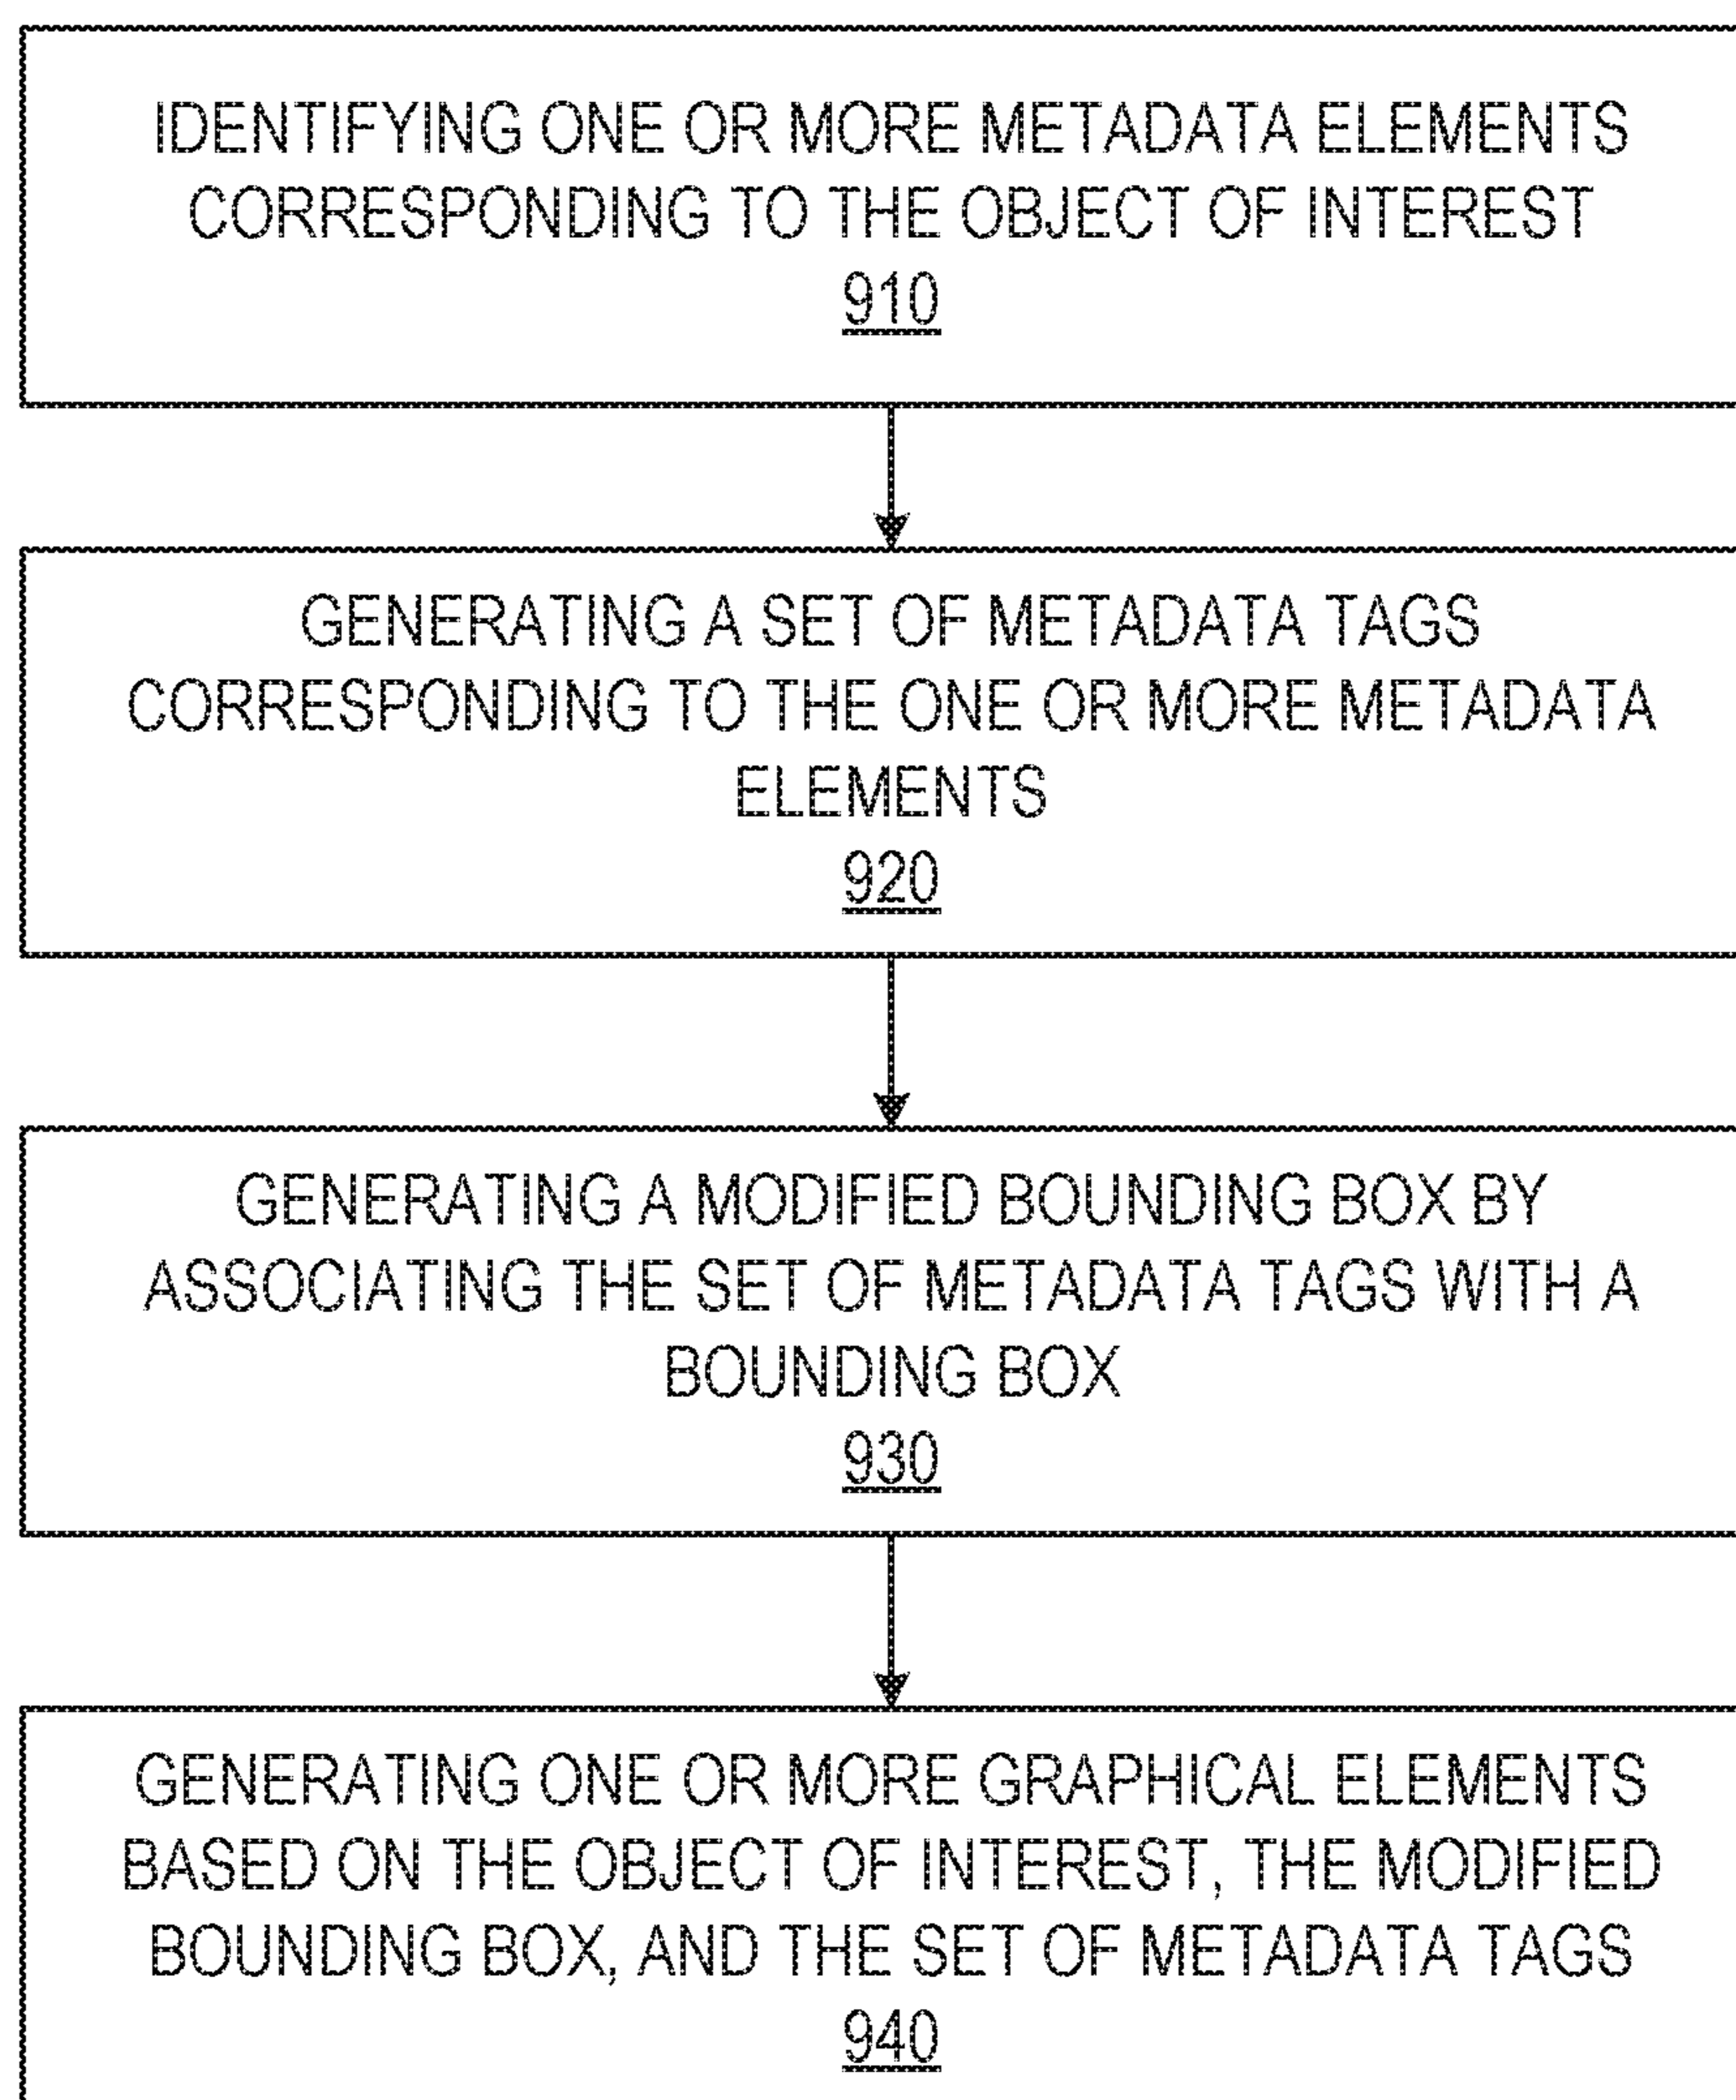 IDENTIFYING ONE OR MORE METADATA ELEMENTS
CORRESPONDING TO THE OBJECT OF INTEREST
910
GENERATING A SET OF METADATA TAGS
CORRESPONDING TO THE ONE OR MORE METADATA
ELEMENTS
920
GENERATING A MODIFIED BOUNDING BOX BY
ASSOCIATING THE SET OF METADATA TAGS WITH A
BOUNDING BOX
930
GENERATING ONE OR MORE GRAPHICAL ELEMENTS
BASED ON THE OBJECT OF INTEREST, THE MODIFIED
BOUNDING BOX, AND THE SET OF METADATA TAGS
940